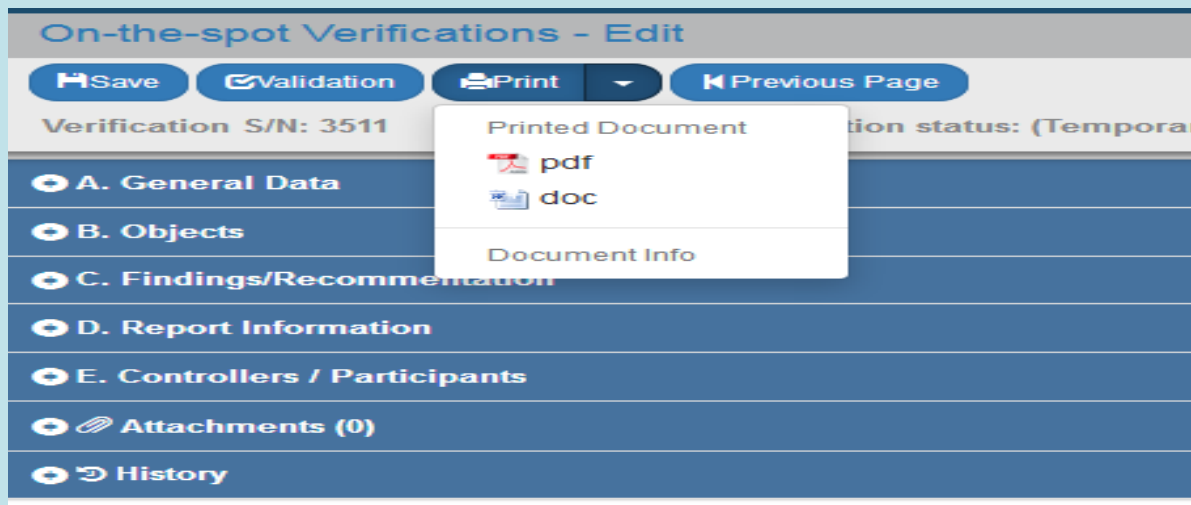 On-the-spot Verifications - Edit
Save Validation Print Previous Page
Verification S/N: 3511 tion status: (Tempora
Printed Document
pdf
doc
Document Info
A. General Data
B. Objects
C. Findings/Recommendation
D. Report Information
E. Controllers / Participants
Attachments (0)
History